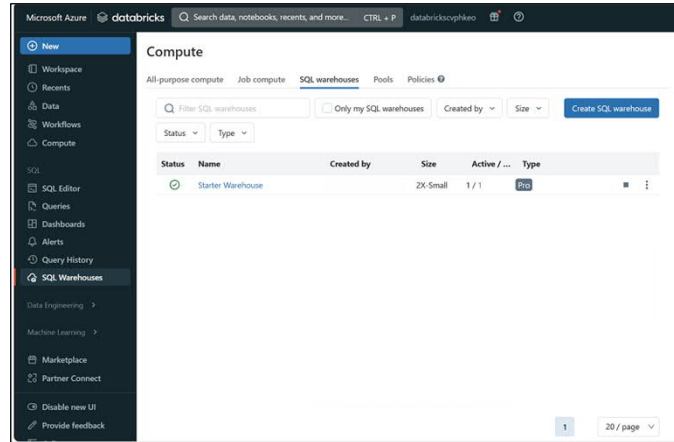 Microsoft Azure databricks Search data, notebooks, recents, and more... CTRL + P databrickscvphkeo
New
Workspace
Recents
Data
Workflows
Compute
SQL
SQL Editor
Queries
Dashboards
Alerts
Query History
SQL Warehouses
Data Engineering
Machine Learning
Marketplace
Partner Connect
Disable new UI
Provide feedback
Compute
All-purpose compute Job compute SQL warehouses Pools Policies
Filter SQL warehouses Only my SQL warehouses Created by Size Create SQL warehouse
Status Type
Status Name Created by Size Active / ... Type
Starter Warehouse 2X-Small 1 / 1 Pro
1 20 / page